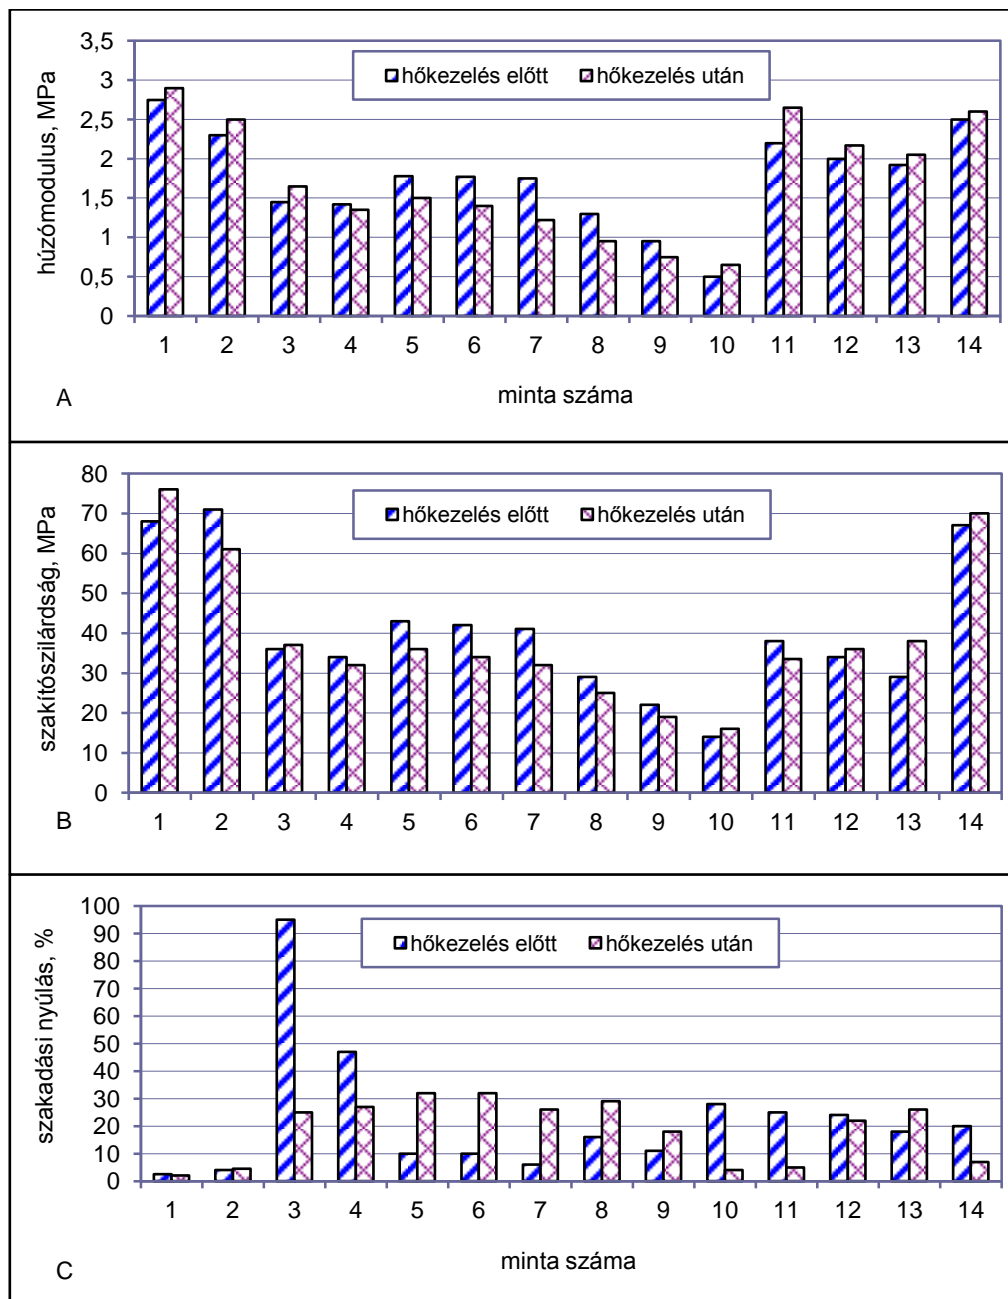 3,5
3
2,5
2
1,5
1
0,5
0
húzómodulus, MPa
hőkezelés előtt hőkezelés után
1 2 3 4 5 6 7 8 9 10 11 12 13 14
minta száma
A
80
70
60
50
40
30
20
10
0
szakítószilárdság, MPa
hőkezelés előtt hőkezelés után
1 2 3 4 5 6 7 8 9 10 11 12 13 14
B
100
90
80
70
60
50
40
30
20
10
0
szakadási nyúlás, %
hőkezelés előtt hőkezelés után
1 2 3 4 5 6 7 8 9 10 11 12 13 14
minta száma
C